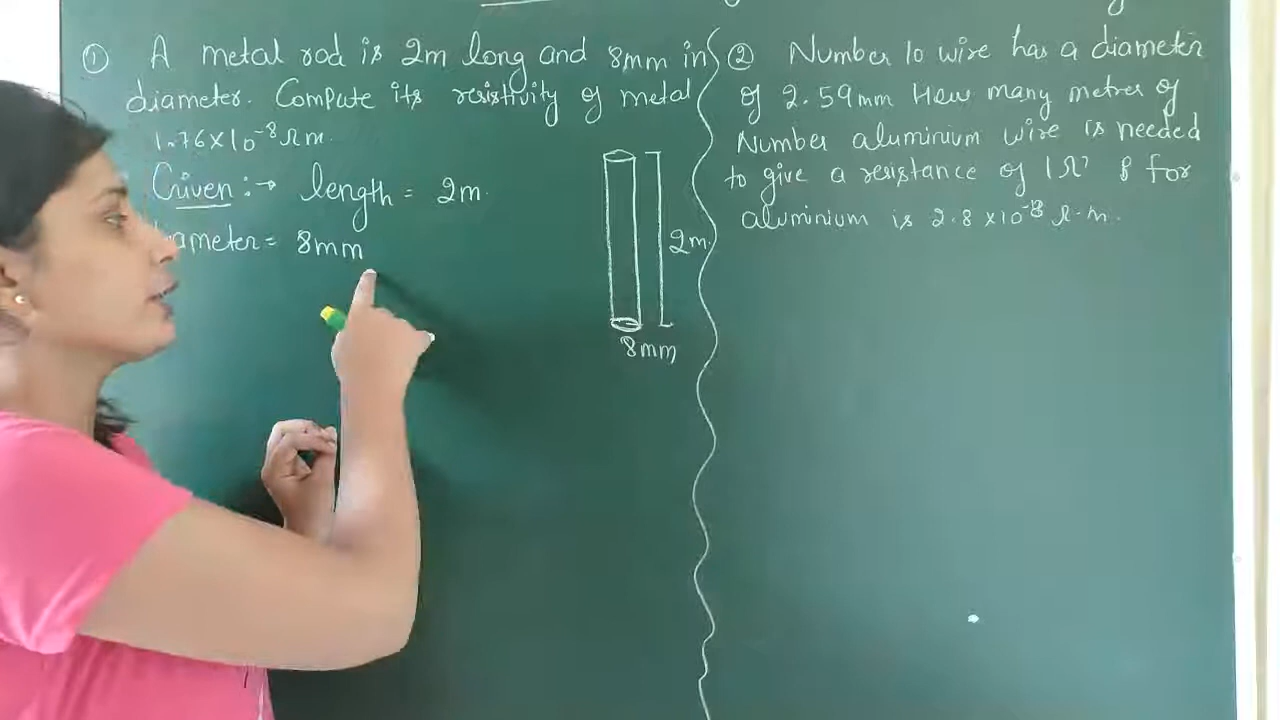 ① A metal rod is 2m long and 8mm in
diameter. Compute its resistivity of metal
1.76×10⁻⁸ Ωm.
Given :→ length = 2m.
iameter = 8mm
2m.
8mm
② Number 10 wire has a diameter
of 2.59mm How many metres of
Number aluminium wire is needed
to give a resistance of 1Ω? ρ for
aluminium is 2.8×10⁻⁸ Ω·m.